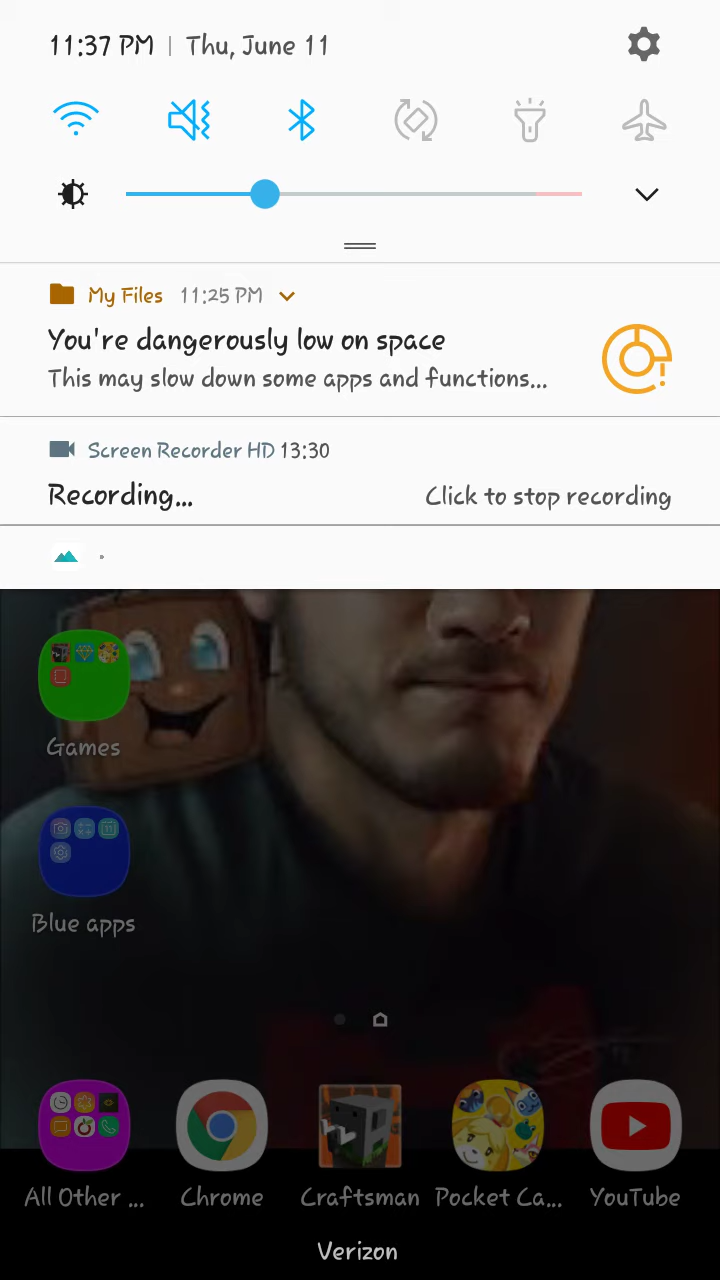 11:37 PM | Thu, June 11
My Files 11:25 PM
You're dangerously low on space
This may slow down some apps and functions...
Screen Recorder HD 13:30
Recording... Click to stop recording
Games
Blue apps
All Other ... Chrome Craftsman Pocket Ca... YouTube
Verizon